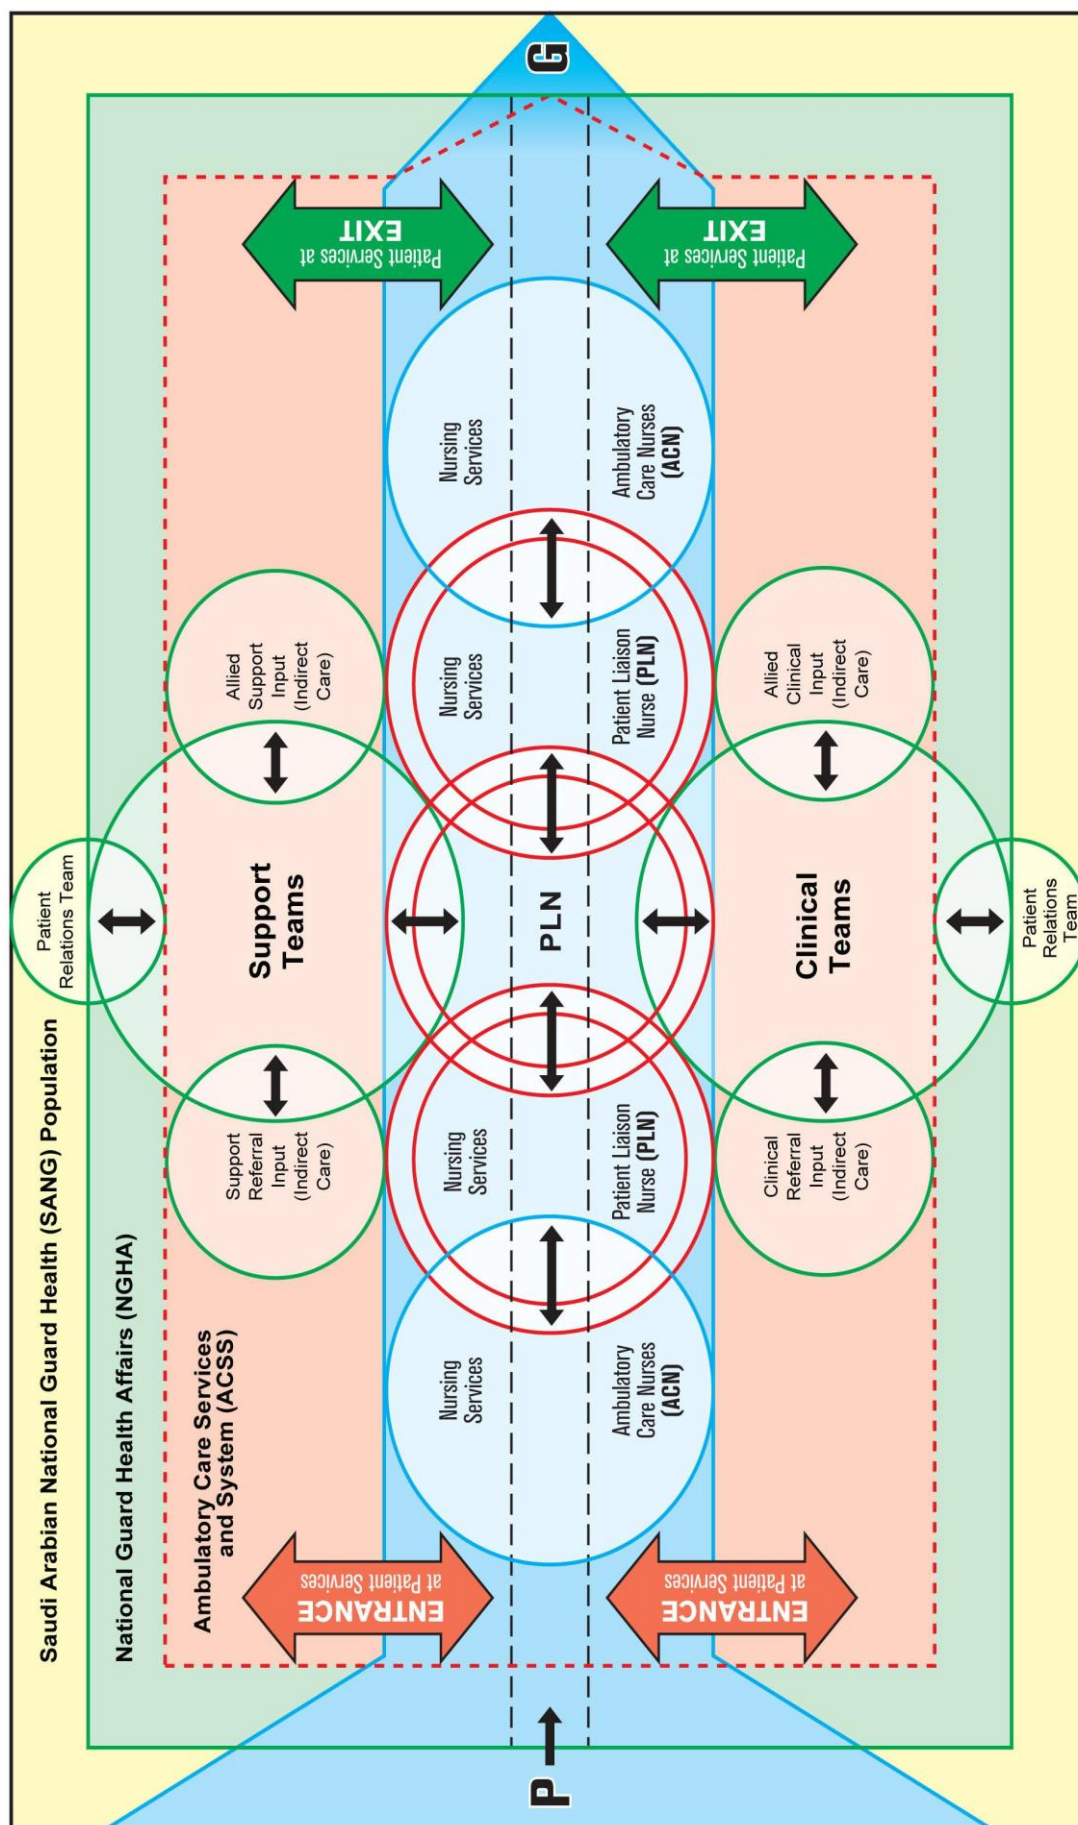 Saudi Arabian National Guard Health (SANG) Population
National Guard Health Affairs (NGHA)
Ambulatory Care Services
and System (ACSS)
Patient
Relations Team
Support
Referral
Input
(Indirect
Care)
Support
Teams
Allied
Support
Input
(Indirect
Care)
ENTRANCE
at Patient Services
Patient Services at
EXIT
Nursing
Services
Nursing
Services
Nursing
Services
Nursing
Services
P
PLN
G
Ambulatory
Care Nurses
(ACN)
Patient Liaison
Nurse (PLN)
Patient Liaison
Nurse (PLN)
Ambulatory
Care Nurses
(ACN)
ENTRANCE
at Patient Services
Patient Services at
EXIT
Clinical
Referral
Input
(Indirect
Care)
Clinical
Teams
Allied
Clinical
Input
(Indirect
Care)
Patient
Relations
Team